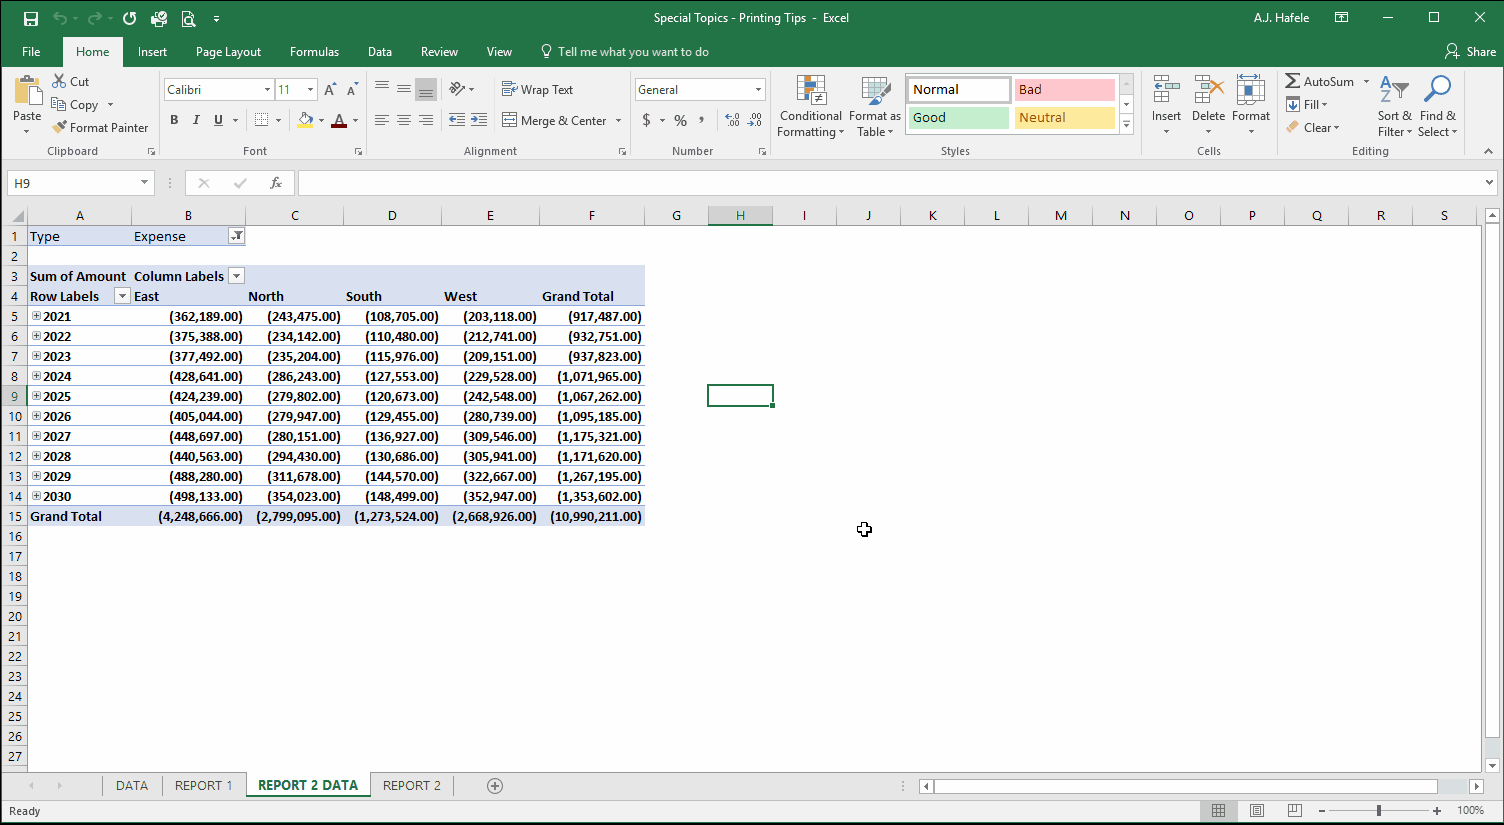 Special Topics - Printing Tips - Excel
A.J. Hafele
File Home Insert Page Layout Formulas Data Review View Tell me what you want to do Share
Paste
Cut
Copy
Format Painter
Clipboard
Calibri 11
A A
B I U A
Font
Wrap Text
Merge & Center
Alignment
General
$ % ,
Number
Conditional Formatting
Format as Table
Normal Bad
Good Neutral
Styles
Insert Delete Format
Cells
AutoSum
Fill
Clear
Sort & Filter
Find & Select
Editing
H9 fx
A B C D E F G H I J K L M N O P Q R S
1 Type Expense
2
3 Sum of Amount Column Labels
4 Row Labels East North South West Grand Total
5 2021 (362,189.00) (243,475.00) (108,705.00) (203,118.00) (917,487.00)
6 2022 (375,388.00) (234,142.00) (110,480.00) (212,741.00) (932,751.00)
7 2023 (377,492.00) (235,204.00) (115,976.00) (209,151.00) (937,823.00)
8 2024 (428,641.00) (286,243.00) (127,553.00) (229,528.00) (1,071,965.00)
9 2025 (424,239.00) (279,802.00) (120,673.00) (242,548.00) (1,067,262.00)
10 2026 (405,044.00) (279,947.00) (129,455.00) (280,739.00) (1,095,185.00)
11 2027 (448,697.00) (280,151.00) (136,927.00) (309,546.00) (1,175,321.00)
12 2028 (440,563.00) (294,430.00) (130,686.00) (305,941.00) (1,171,620.00)
13 2029 (488,280.00) (311,678.00) (144,570.00) (322,667.00) (1,267,195.00)
14 2030 (498,133.00) (354,023.00) (148,499.00) (352,947.00) (1,353,602.00)
15 Grand Total (4,248,666.00) (2,799,095.00) (1,273,524.00) (2,668,926.00) (10,990,211.00)
16
17
18
19
20
21
22
23
24
25
26
27
DATA REPORT 1 REPORT 2 DATA REPORT 2
Ready 100%